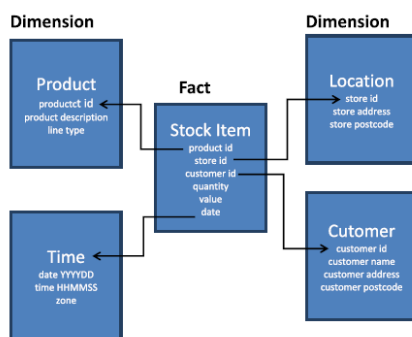 Dimension
Product
productct id
product description
line type
Time
date YYYYDD
time HHMMSS
zone
Fact
Stock Item
product id
store id
customer id
quantity
value
date
Dimension
Location
store id
store address
store postcode
Cutomer
customer id
customer name
customer address
customer postcode